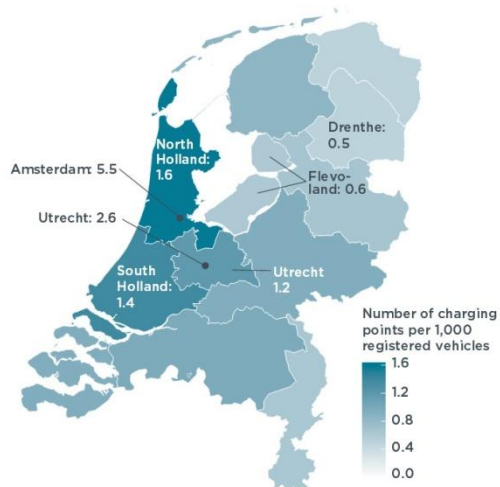 Drenthe:
0.5
North
Holland:
1.6
Amsterdam: 5.5
Flevo-
land: 0.6
Utrecht: 2.6
South
Holland:
1.4
Utrecht
1.2
Number of charging
points per 1,000
registered vehicles
1.6
1.2
0.8
0.4
0.0